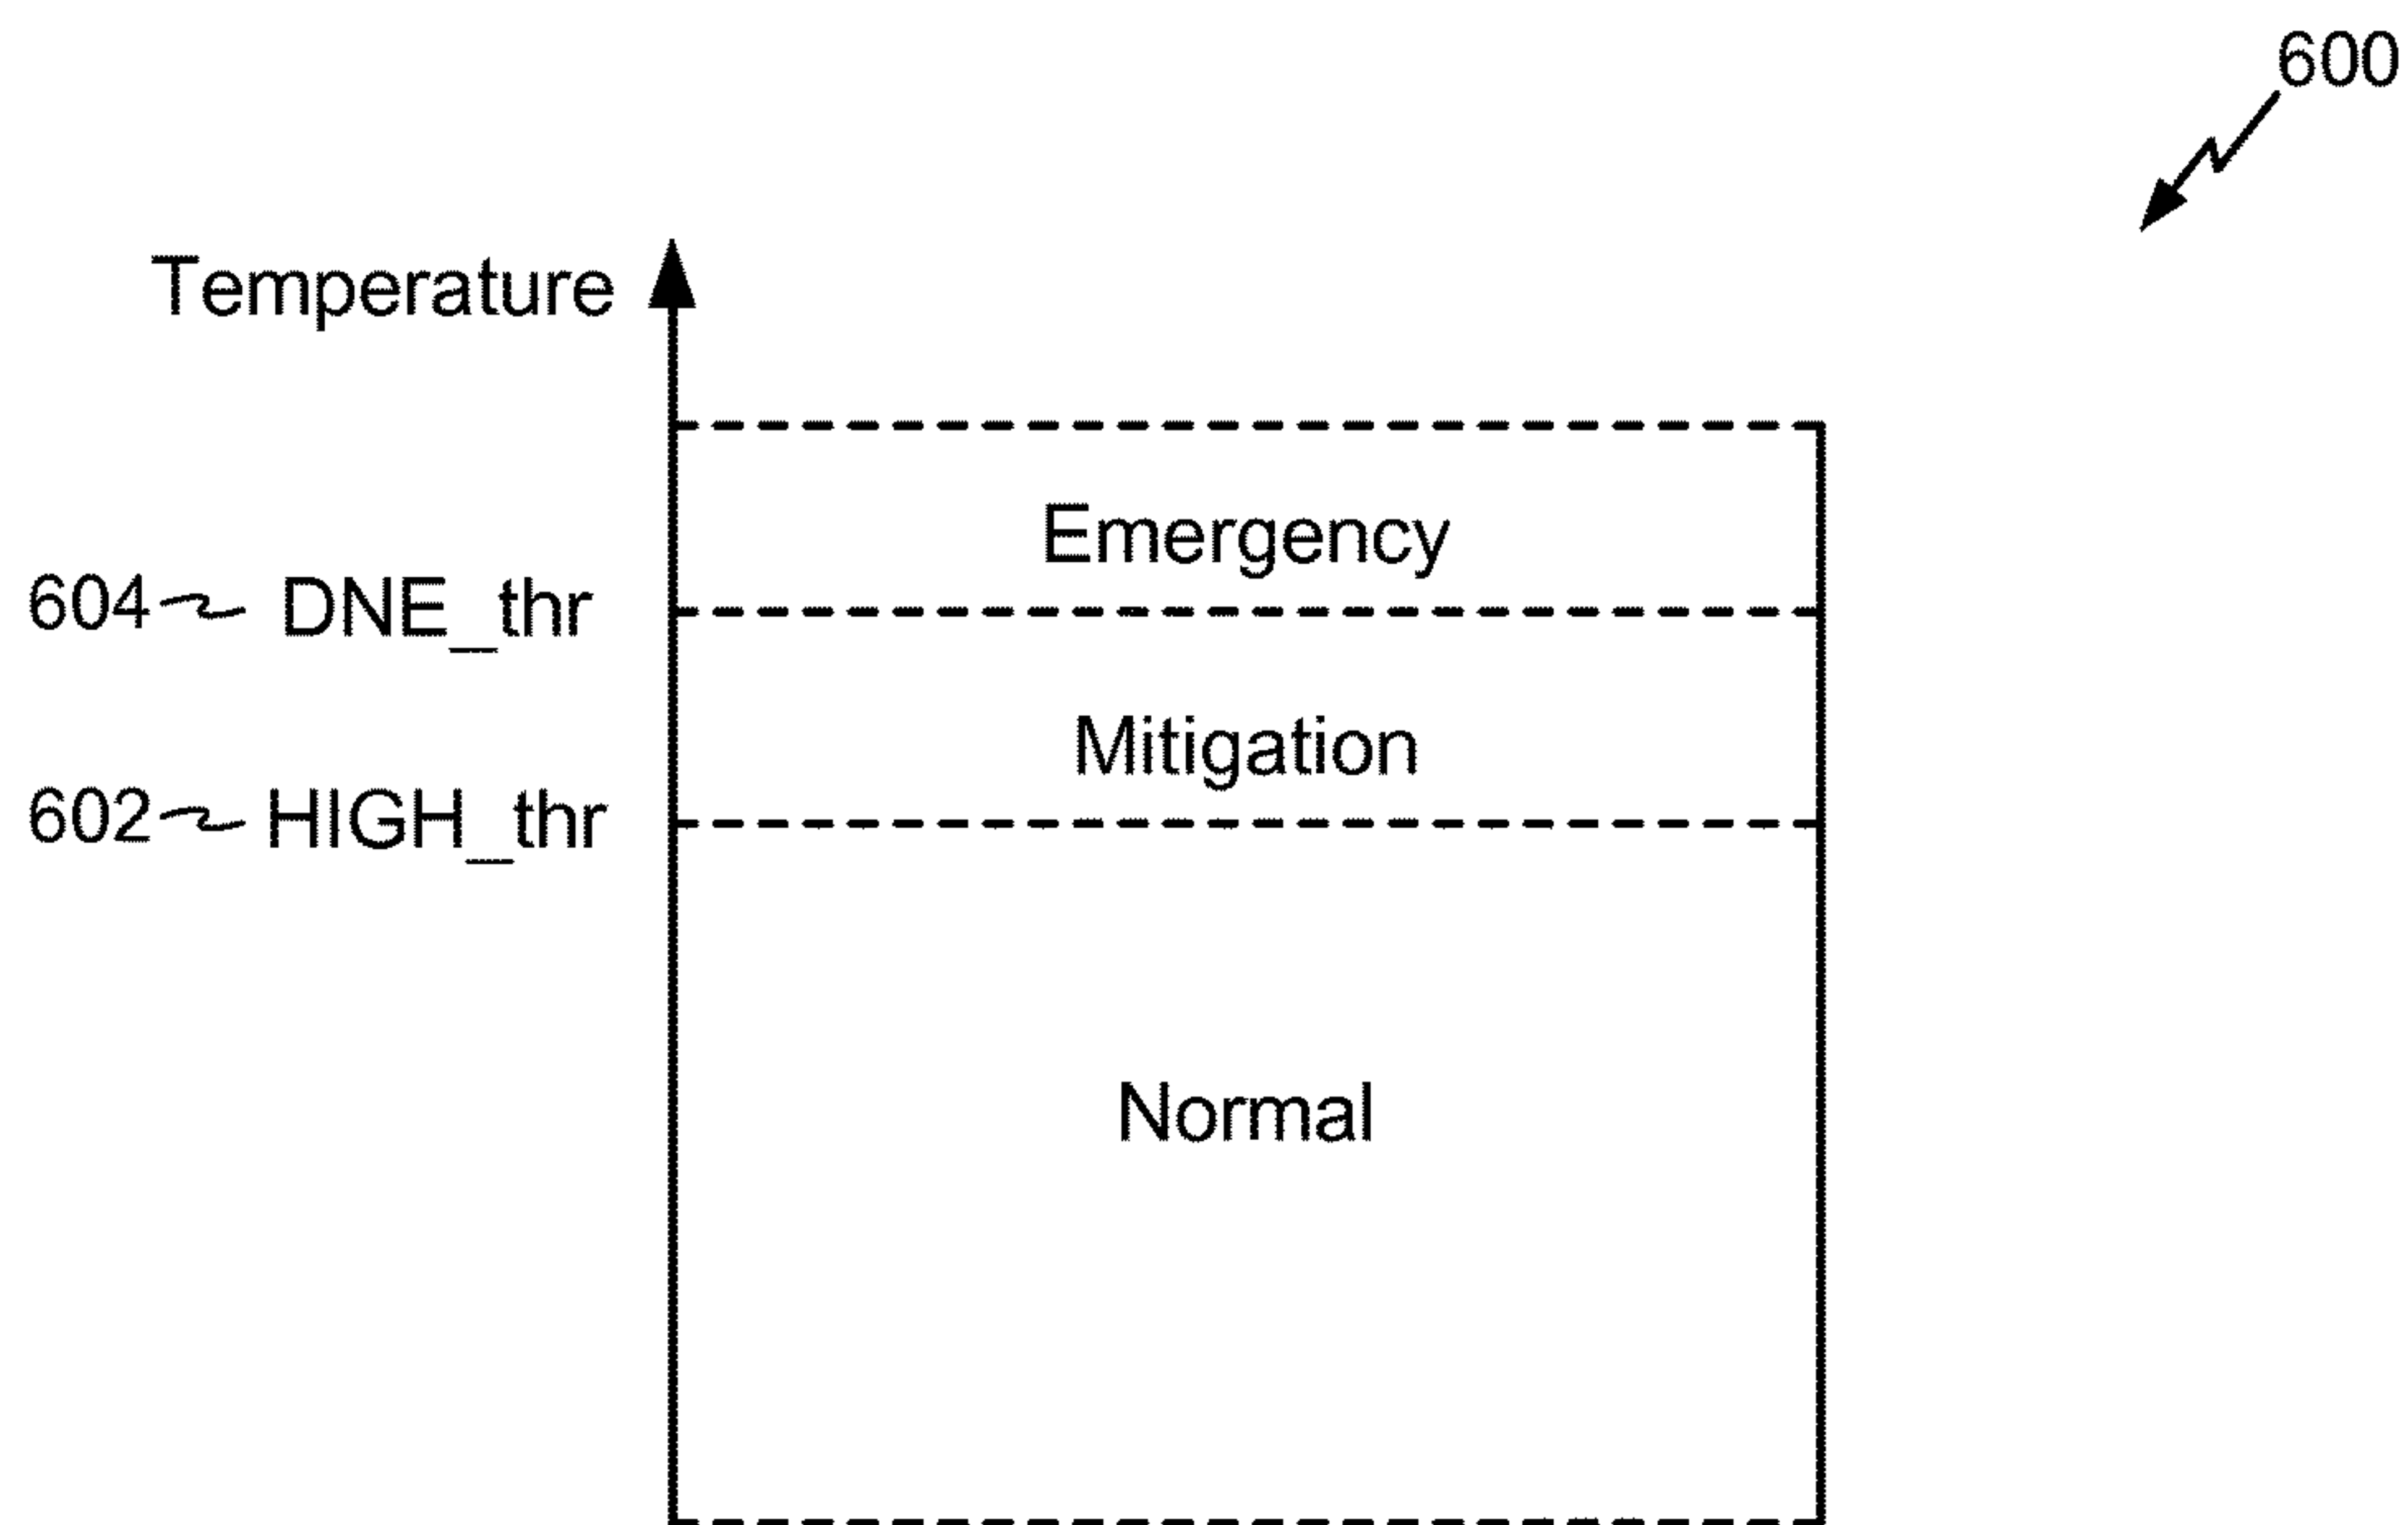 600
Temperature
Emergency
604 DNE_thr
Mitigation
602 HIGH_thr
Normal